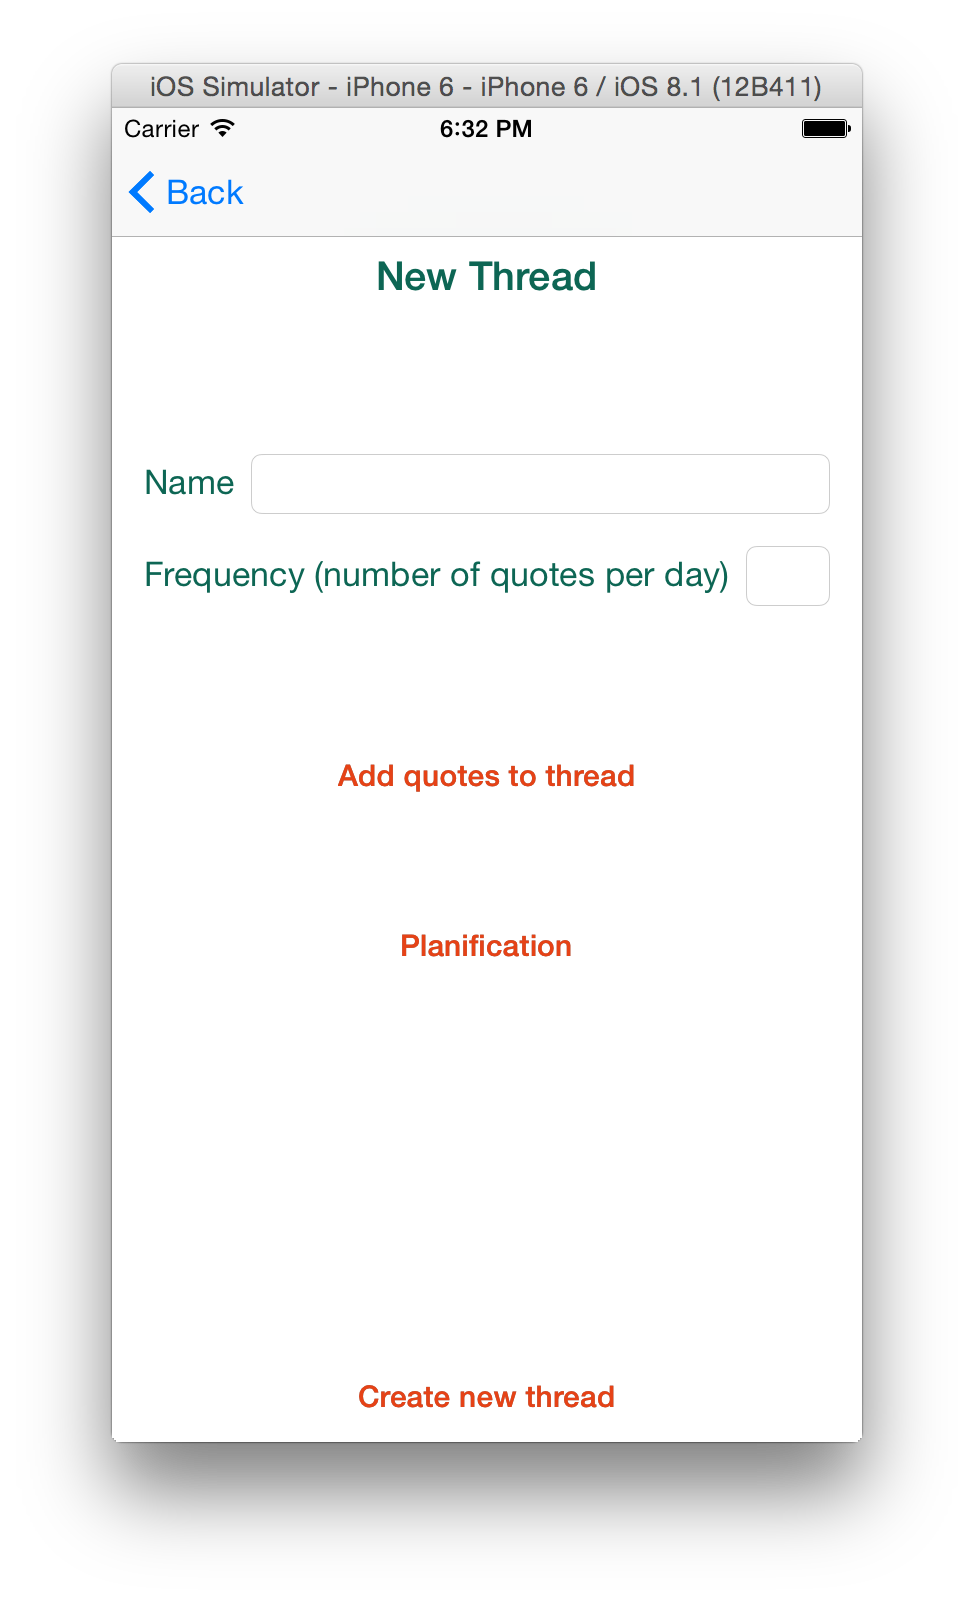 iOS Simulator - iPhone 6 - iPhone 6 / iOS 8.1 (12B411)
Carrier 6:32 PM
Back
New Thread
Name
Frequency (number of quotes per day)
Add quotes to thread
Planification
Create new thread